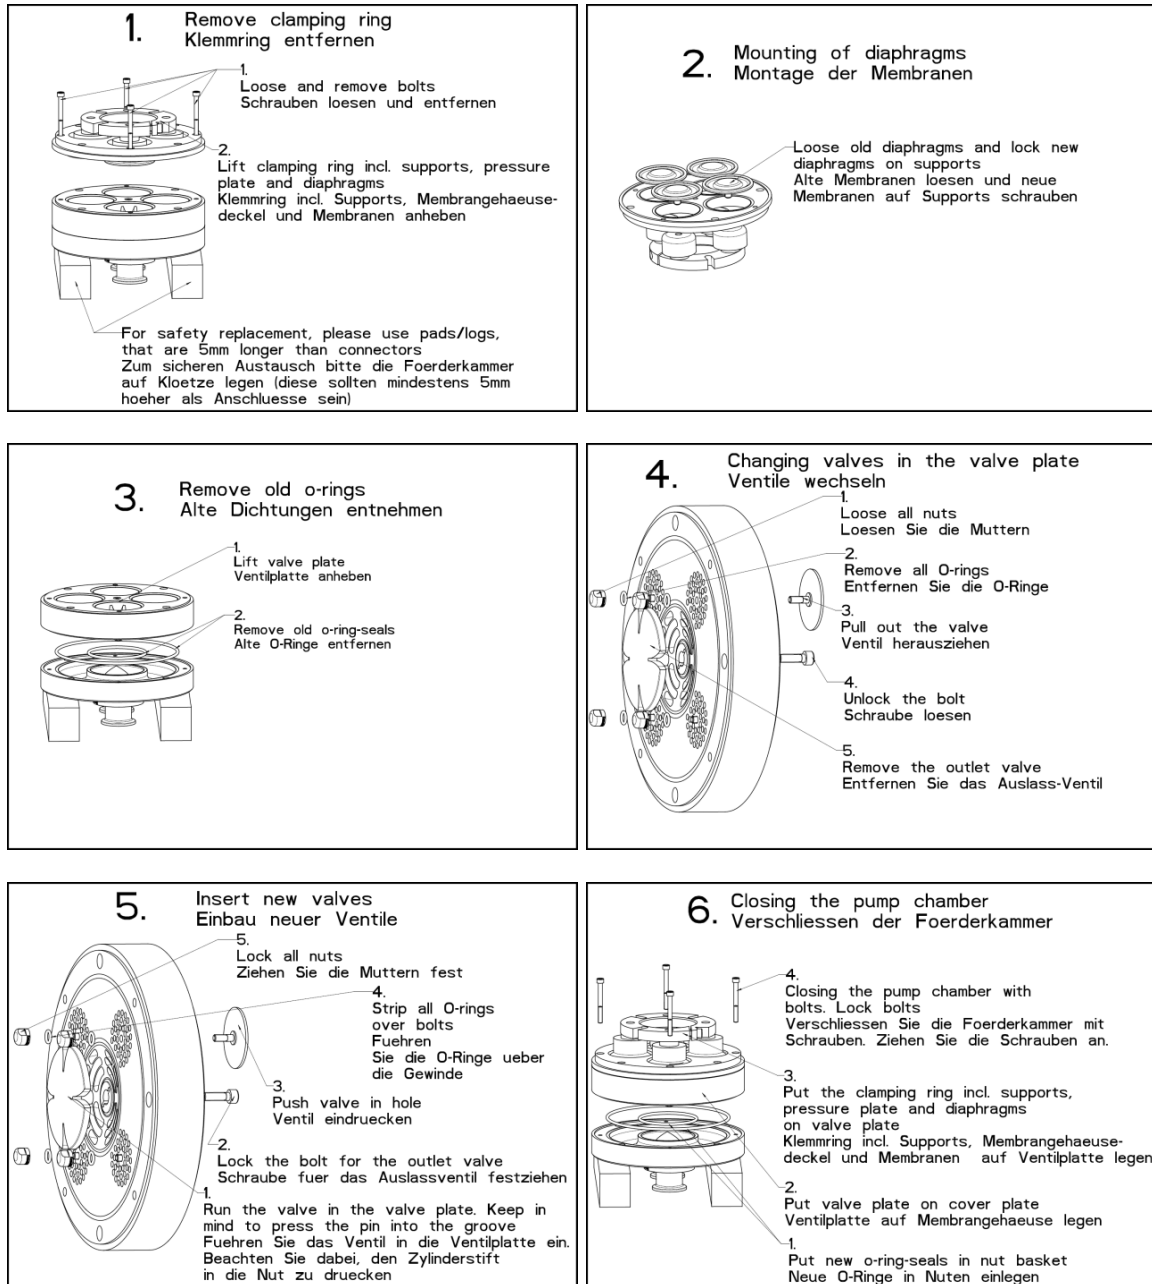 1.
Remove clamping ring
Klemmring entfernen
1.
Loose and remove bolts
Schrauben loesen und entfernen
2.
Lift clamping ring incl. supports, pressure
plate and diaphragms
Klemmring incl. Supports, Membrangehaeuse-
deckel und Membranen anheben
For safety replacement, please use pads/logs,
that are 5mm longer than connectors
Zum sicheren Austausch bitte die Foerderkammer
auf Kloetze legen (diese sollten mindestens 5mm
hoeher als Anschluesse sein)
2.
Mounting of diaphragms
Montage der Membranen
Loose old diaphragms and lock new
diaphragms on supports
Alte Membranen loesen und neue
Membranen auf Supports schrauben
3.
Remove old o-rings
Alte Dichtungen entnehmen
1.
Lift valve plate
Ventilplatte anheben
2.
Remove old o-ring-seals
Alte O-Ringe entfernen
4.
Changing valves in the valve plate
Ventile wechseln
1.
Loose all nuts
Loesen Sie die Muttern
2.
Remove all O-rings
Entfernen Sie die O-Ringe
3.
Pull out the valve
Ventil herausziehen
4.
Unlock the bolt
Schraube loesen
5.
Remove the outlet valve
Entfernen Sie das Auslass-Ventil
5.
Insert new valves
Einbau neuer Ventile
5.
Lock all nuts
Ziehen Sie die Muttern fest
4.
Strip all O-rings
over bolts
Fuehren
Sie die O-Ringe ueber
die Gewinde
3.
Push valve in hole
Ventil eindruecken
2.
Lock the bolt for the outlet valve
Schraube fuer das Auslassventil festziehen
1.
Run the valve in the valve plate. Keep in
mind to press the pin into the groove
Fuehren Sie das Ventil in die Ventilplatte ein.
Beachten Sie dabei, den Zylinderstift
in die Nut zu druecken
6.
Closing the pump chamber
Verschliessen der Foerderkammer
4.
Closing the pump chamber with
bolts. Lock bolts
Verschliessen Sie die Foerderkammer mit
Schrauben. Ziehen Sie die Schrauben an.
3.
Put the clamping ring incl. supports,
pressure plate and diaphragms
on valve plate
Klemmring incl. Supports, Membrangehaeuse-
deckel und Membranen auf Ventilplatte legen
2.
Put valve plate on cover plate
Ventilplatte auf Membrangehaeuse legen
1.
Put new o-ring-seals in nut basket
Neue O-Ringe in Nuten einlegen